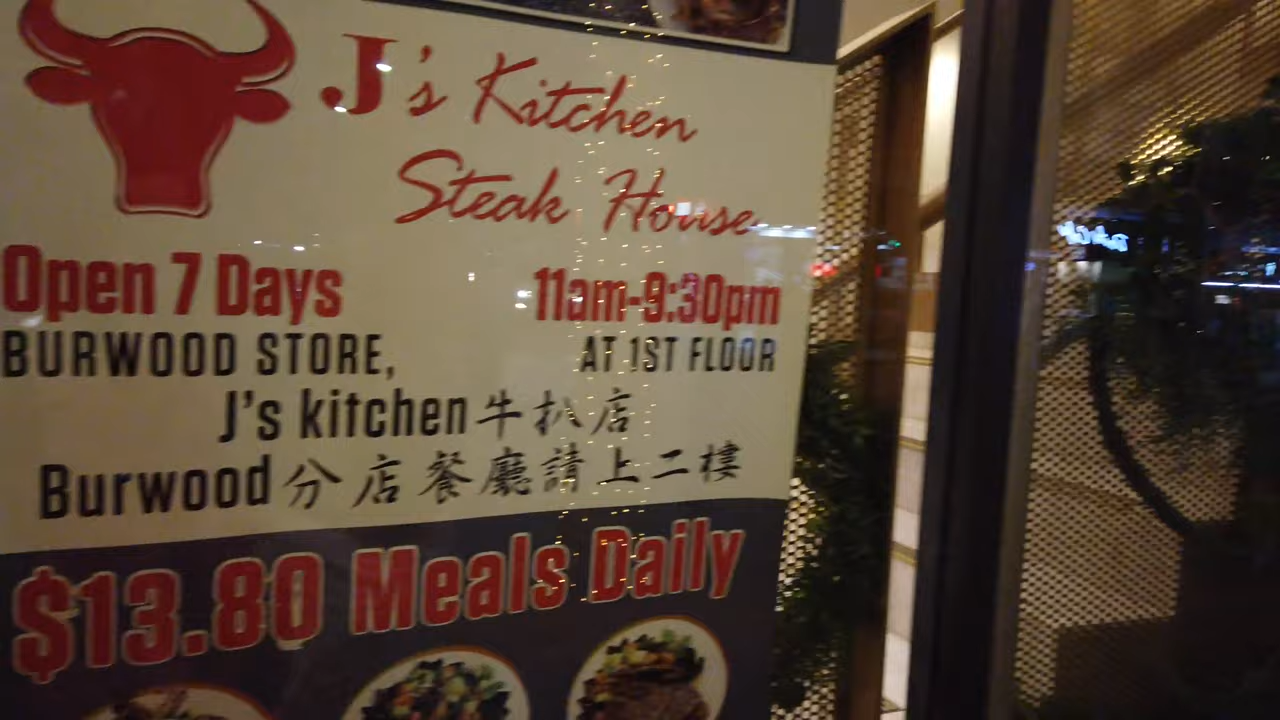 J's Kitchen
Steak House
Open 7 Days 11am-9:30pm
BURWOOD STORE, AT 1ST FLOOR
J's kitchen牛扒店
Burwood分店餐廳請上二樓
$13.80 Meals Daily